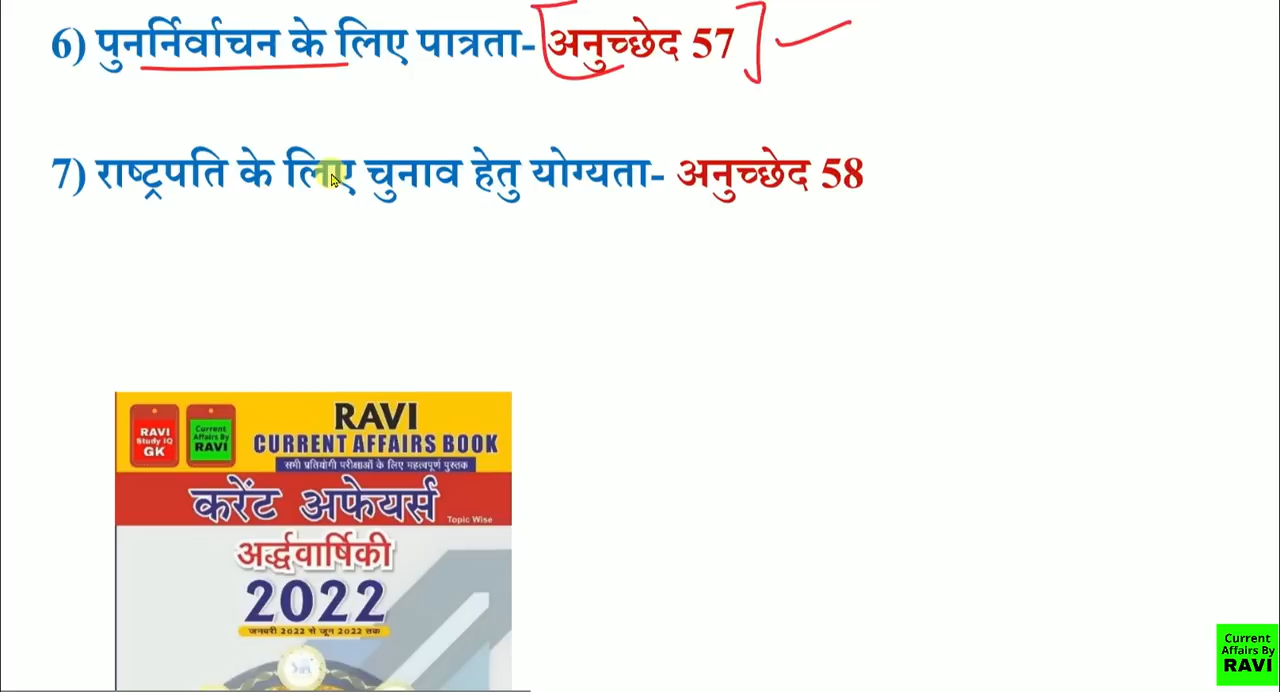 6) पुनर्निर्वाचन के लिए पात्रता- अनुच्छेद 57
7) राष्ट्रपति के लिए चुनाव हेतु योग्यता- अनुच्छेद 58
RAVI
Study IQ
GK
Current
Affairs By
RAVI
RAVI
CURRENT AFFAIRS BOOK
सभी प्रतियोगी परीक्षाओं के लिए महत्वपूर्ण पुस्तक
करेंट अफेयर्स
Topic Wise
अर्द्धवार्षिकी
2022
जनवरी 2022 से जून 2022 तक
Current
Affairs By
RAVI